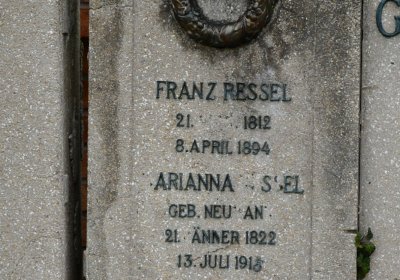 FRANZ RESSEL
21. 1812
8. APRIL 1894
ARIANNA
GEB.
21. 1822
13. JULI
G